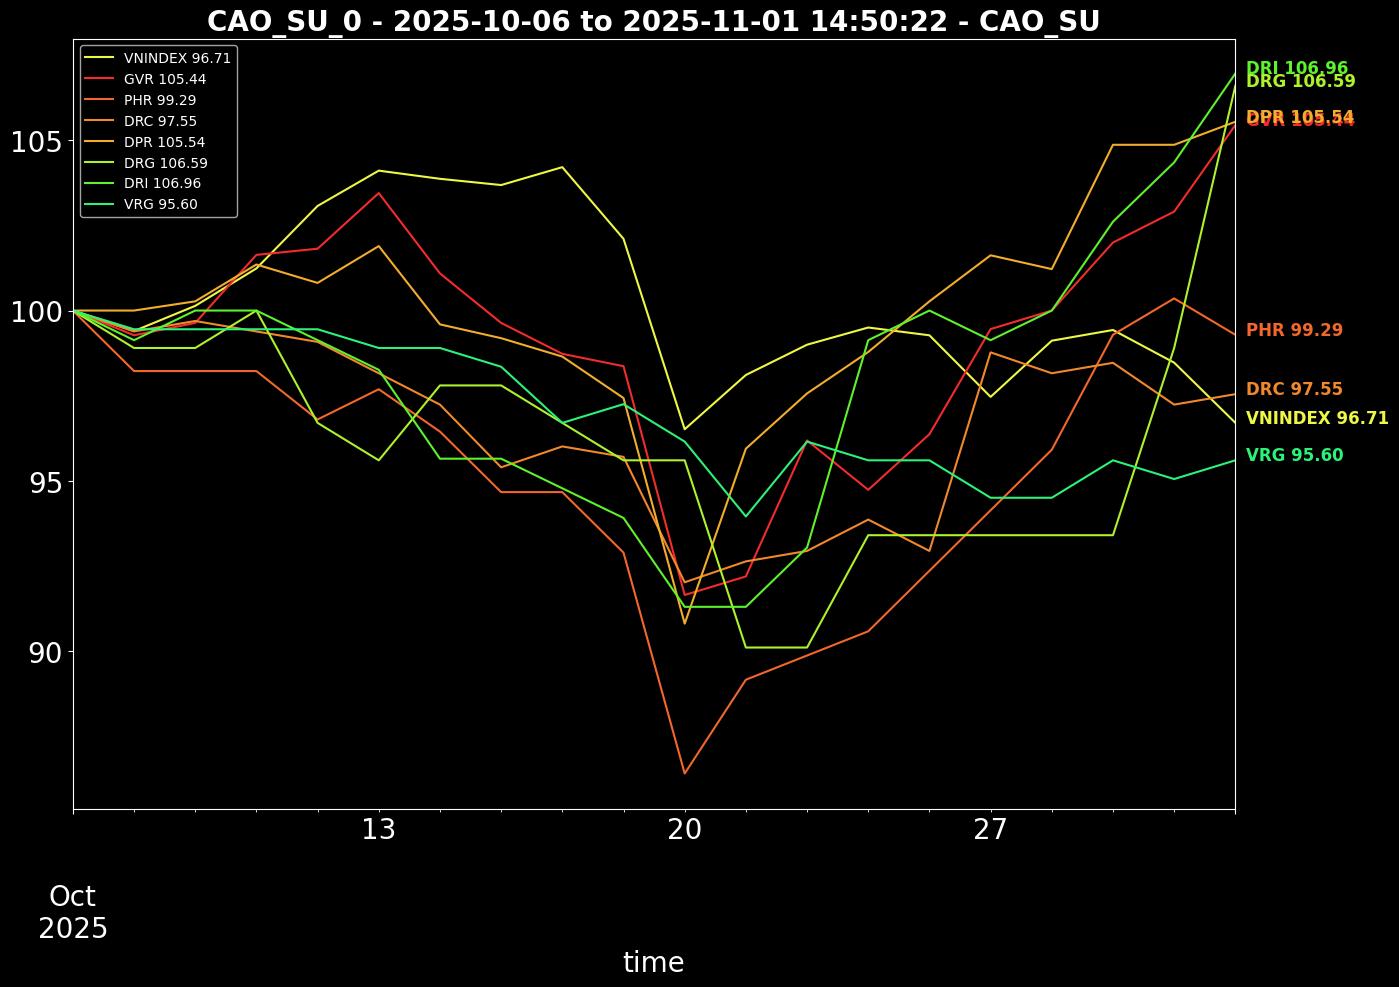 CAO_SU_0 - 2025-10-06 to 2025-11-01 14:50:22 - CAO_SU
VNINDEX 96.71
GVR 105.44
PHR 99.29
DRC 97.55
DPR 105.54
DRG 106.59
DRI 106.96
VRG 95.60
105
100
95
90
DRI 106.96
DRG 106.59
DPR 105.54
GVR 105.44
PHR 99.29
DRC 97.55
VNINDEX 96.71
VRG 95.60
13
20
27
Oct
2025
time